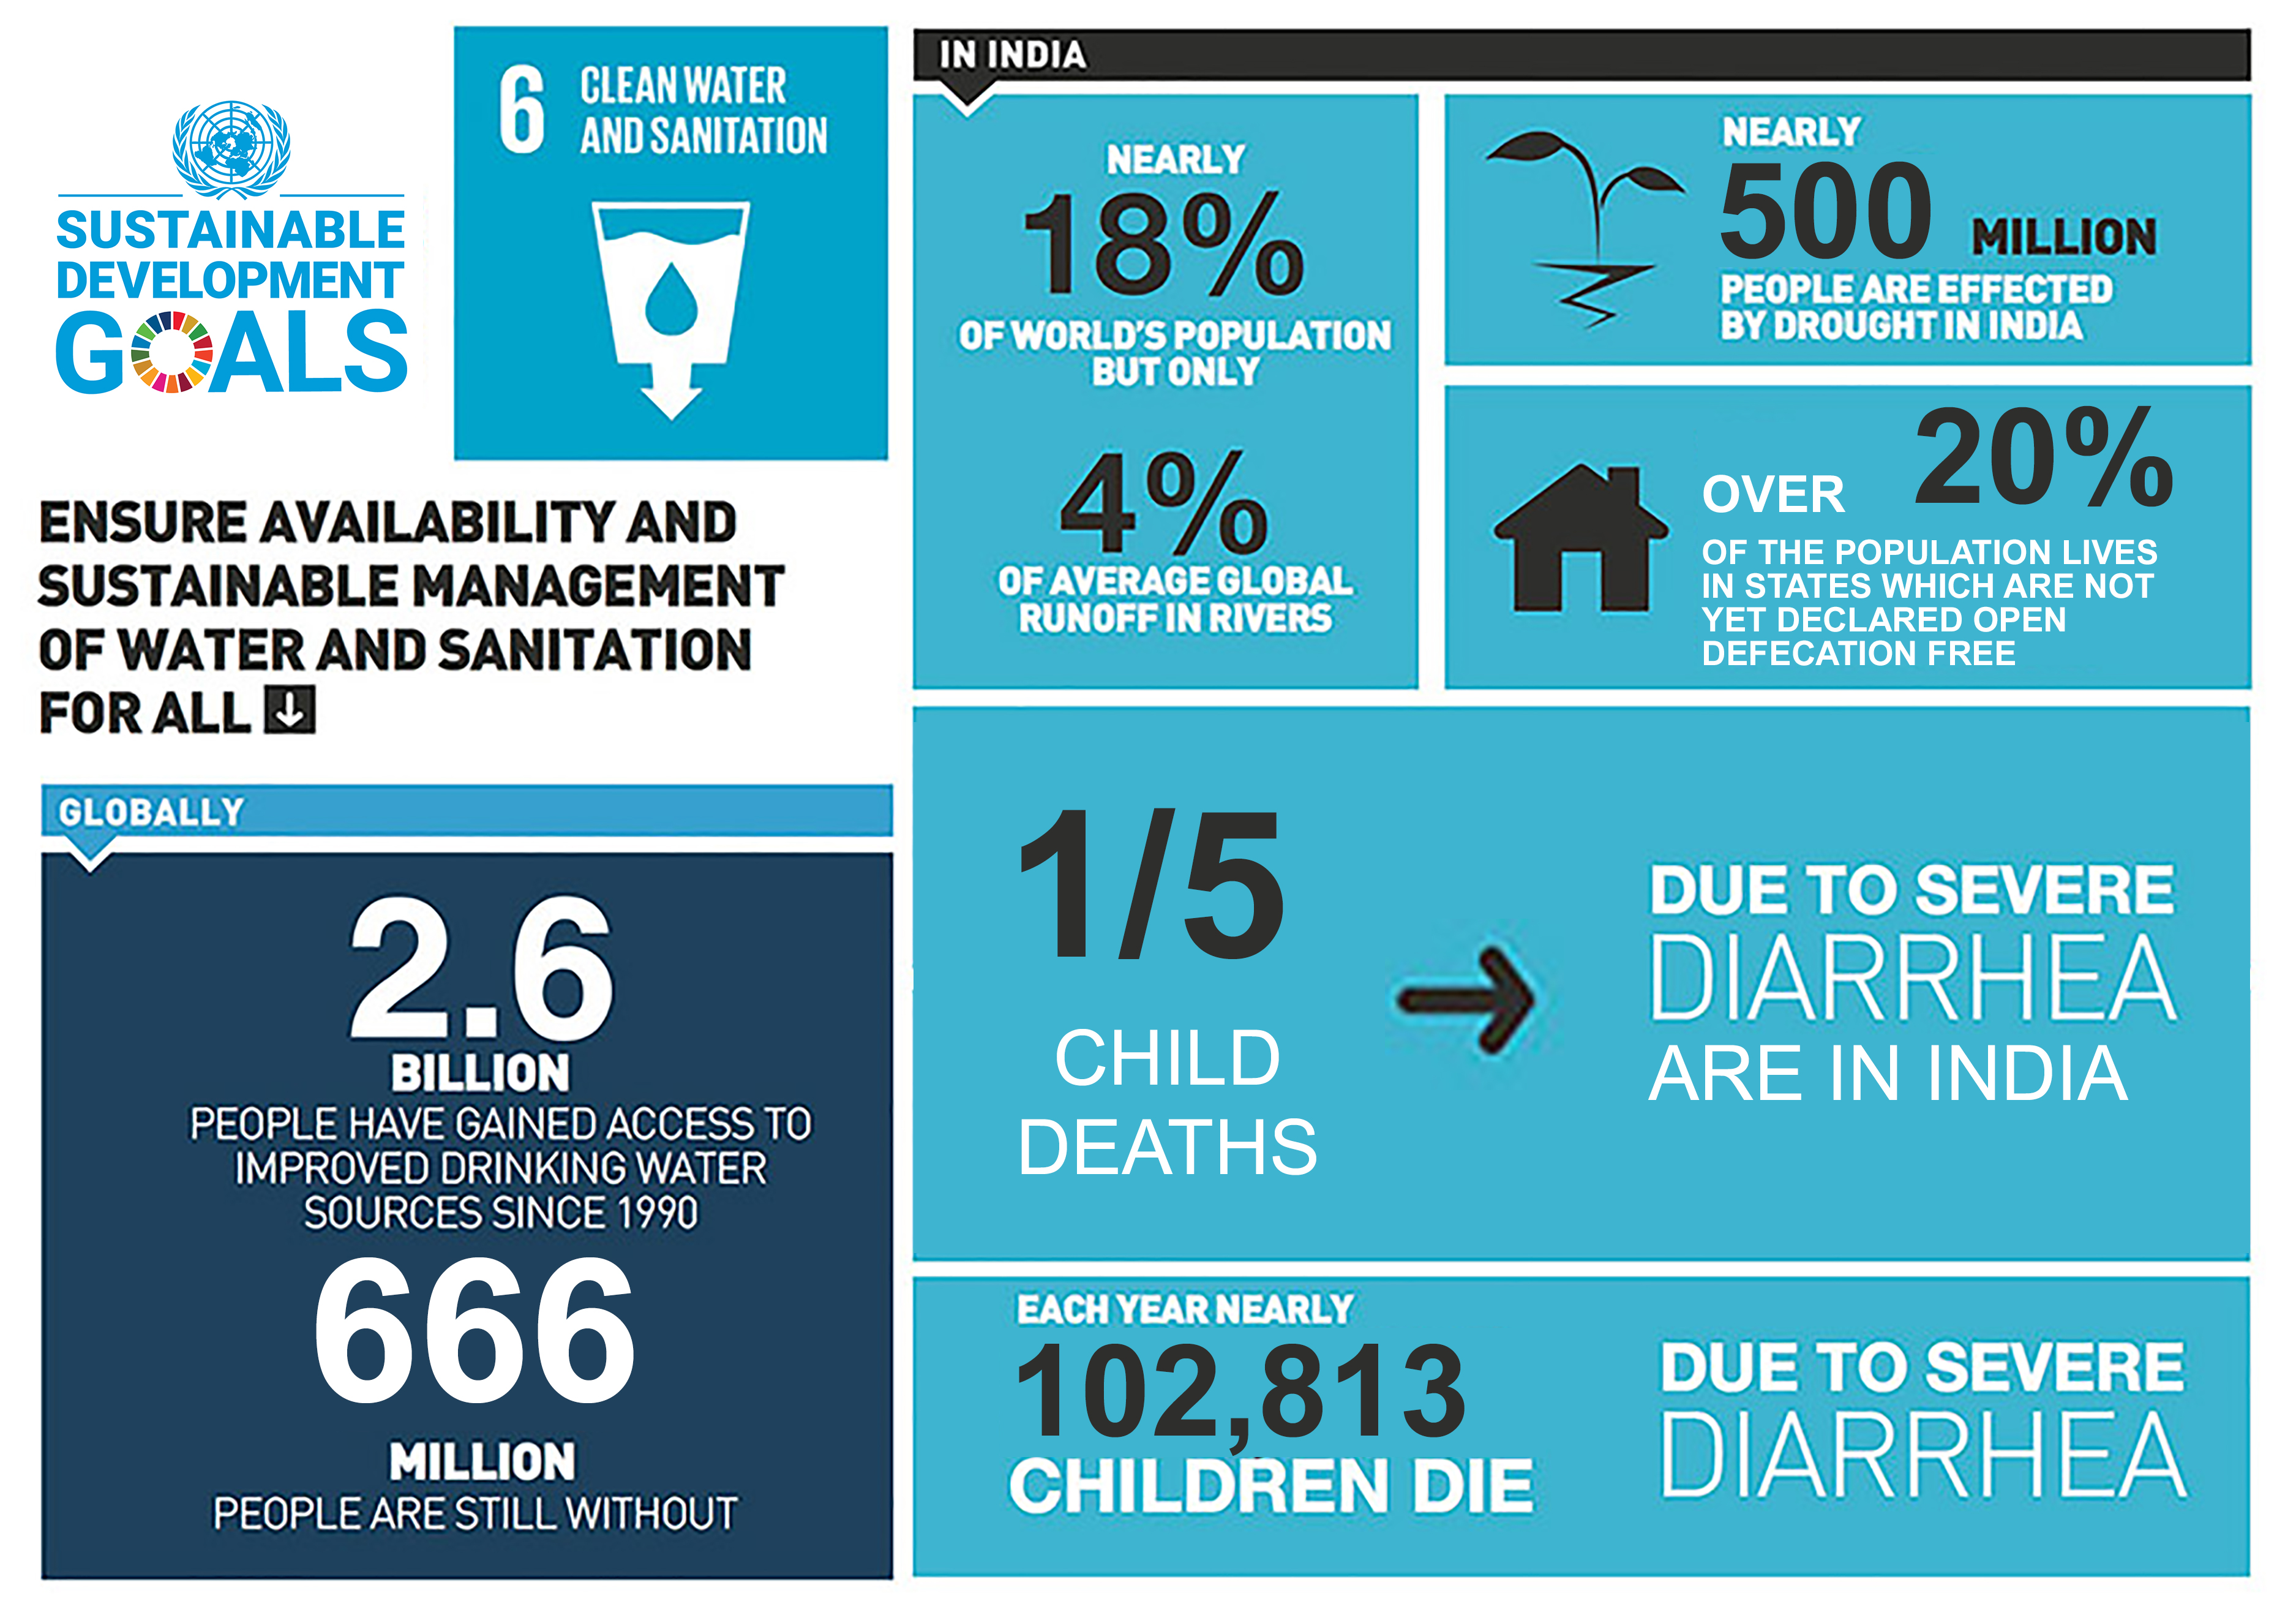 SUSTAINABLE
DEVELOPMENT
GOALS
6 CLEAN WATER
AND SANITATION
ENSURE AVAILABILITY AND
SUSTAINABLE MANAGEMENT
OF WATER AND SANITATION
FOR ALL
GLOBALLY
2.6
BILLION
PEOPLE HAVE GAINED ACCESS TO
IMPROVED DRINKING WATER
SOURCES SINCE 1990
666
MILLION
PEOPLE ARE STILL WITHOUT
IN INDIA
NEARLY
18%
OF WORLD'S POPULATION
BUT ONLY
4%
OF AVERAGE GLOBAL
RUNOFF IN RIVERS
NEARLY
500 MILLION
PEOPLE ARE EFFECTED
BY DROUGHT IN INDIA
OVER 20%
OF THE POPULATION LIVES
IN STATES WHICH ARE NOT
YET DECLARED OPEN
DEFECATION FREE
1/5
CHILD
DEATHS
DUE TO SEVERE
DIARRHEA
ARE IN INDIA
EACH YEAR NEARLY
102,813
CHILDREN DIE
DUE TO SEVERE
DIARRHEA